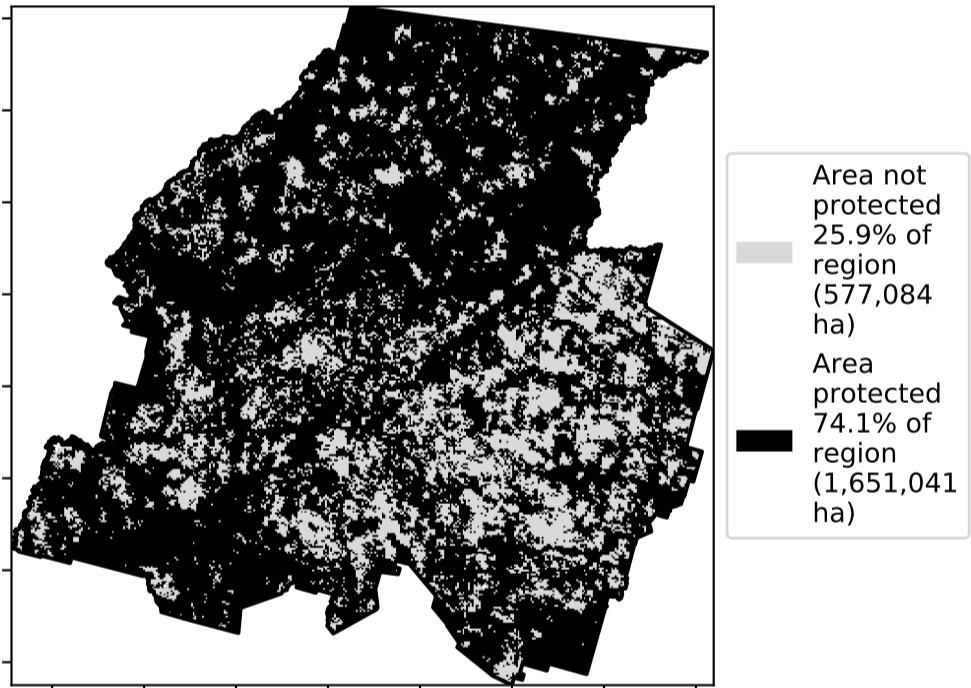 Area not
protected
25.9% of
region
(577,084
ha)
Area
protected
74.1% of
region
(1,651,041
ha)